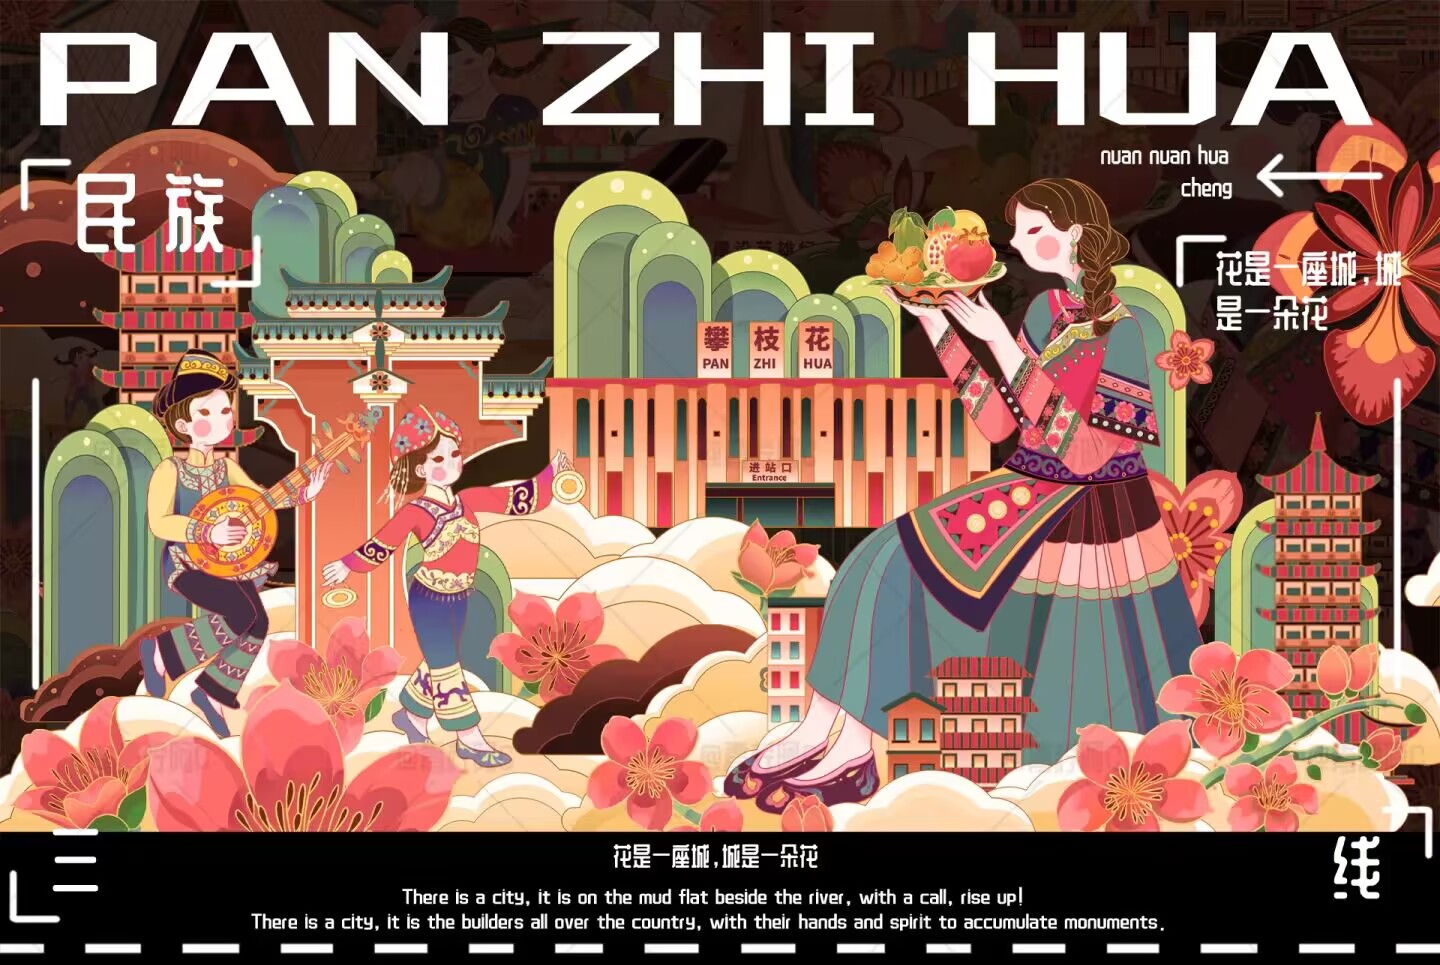 PAN ZHI HUA
nuan nuan hua
cheng
民族
花是一座城,城
是一朵花
攀 枝 花
PAN ZHI HUA
进站口
Entrance
三
线
花是一座城,城是一朵花
There is a city, it is on the mud flat beside the river, with a call, rise up!
There is a city, it is the builders all over the country, with their hands and spirit to accumulate monuments.